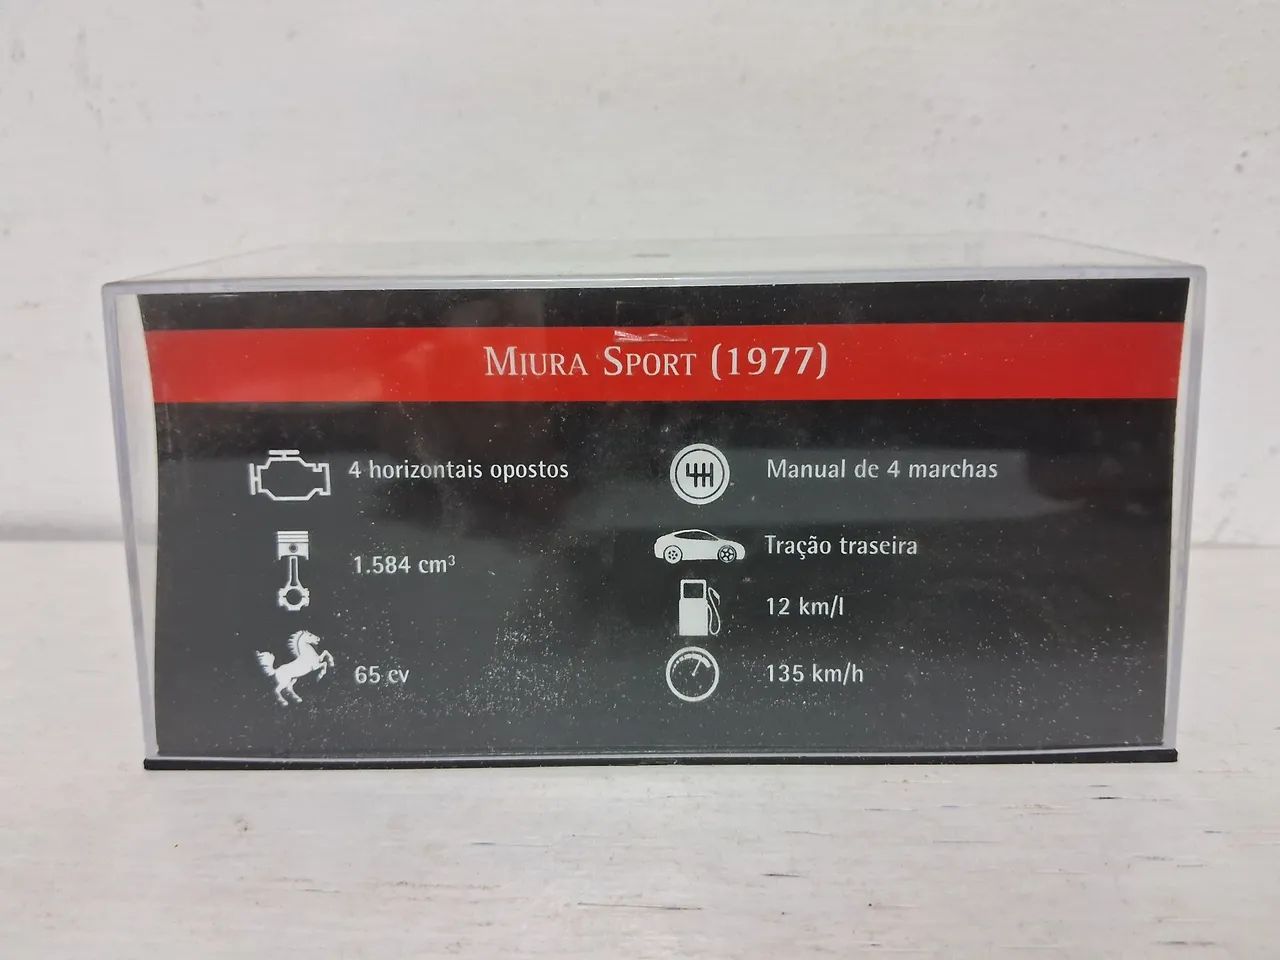 Miura Sport (1977)
4 horizontais opostos
1.584 cm³
65 cv
Manual de 4 marchas
Tração traseira
12 km/l
135 km/h